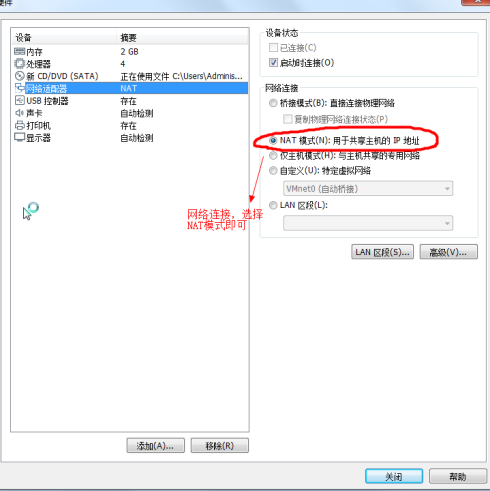 硬件
设备 摘要
内存 2 GB
处理器 4
新 CD/DVD (SATA) 正在使用文件 C:\Users\Adminis...
网络适配器 NAT
USB 控制器 存在
声卡 自动检测
打印机 存在
显示器 自动检测
网络连接, 选择
NAT模式即可
添加(A)...
移除(R)
设备状态
已连接(C)
启动时连接(O)
网络连接
桥接模式(B): 直接连接物理网络
复制物理网络连接状态(P)
NAT 模式(N): 用于共享主机的 IP 地址
仅主机模式(H): 与主机共享的专用网络
自定义(U): 特定虚拟网络
VMnet0 (自动桥接)
LAN 区段(L):
LAN 区段(S)...
高级(V)...
关闭
帮助